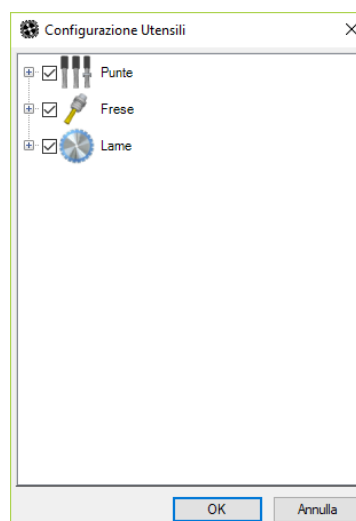 Configurazione Utensili
Punte
Frese
Lame
OK
Annulla